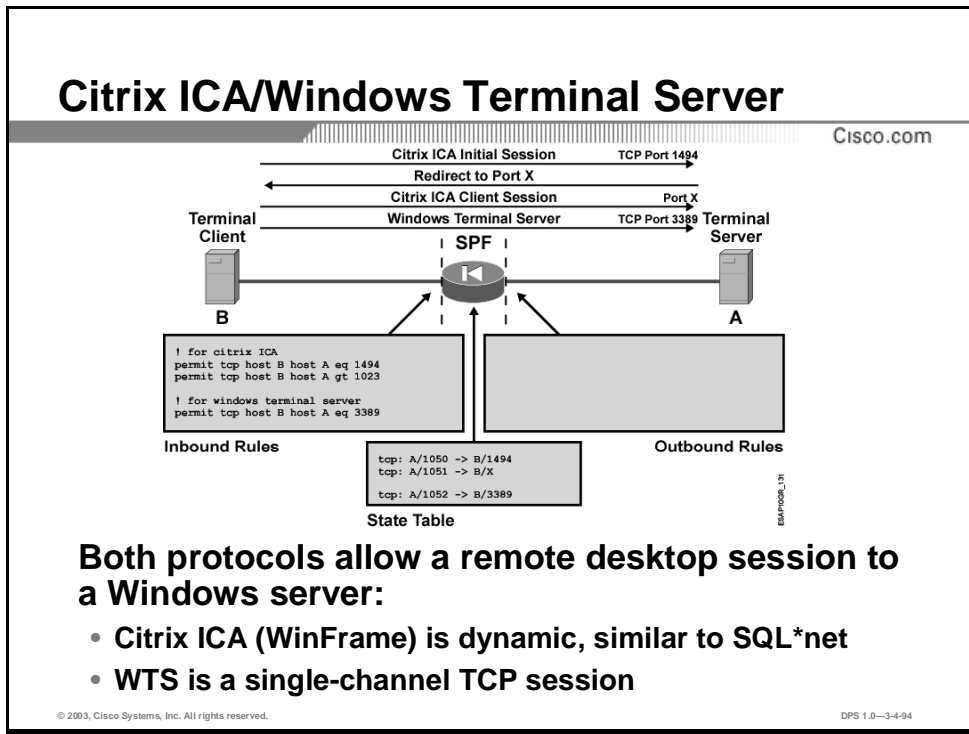 Citrix ICA/Windows Terminal Server
Cisco.com
Citrix ICA Initial Session TCP Port 1494
Redirect to Port X
Citrix ICA Client Session Port X
Windows Terminal Server TCP Port 3389
Terminal
Client
SPF
Terminal
Server
B
A
! for citrix ICA
permit tcp host B host A eq 1494
permit tcp host B host A gt 1023
! for windows terminal server
permit tcp host B host A eq 3389
Inbound Rules
Outbound Rules
tcp: A/1050 -> B/1494
tcp: A/1051 -> B/X
tcp: A/1052 -> B/3389
State Table
ESAP10GR_131
Both protocols allow a remote desktop session to
a Windows server:
• Citrix ICA (WinFrame) is dynamic, similar to SQL*net
• WTS is a single-channel TCP session
© 2003, Cisco Systems, Inc. All rights reserved.
DPS 1.0—3-4-94